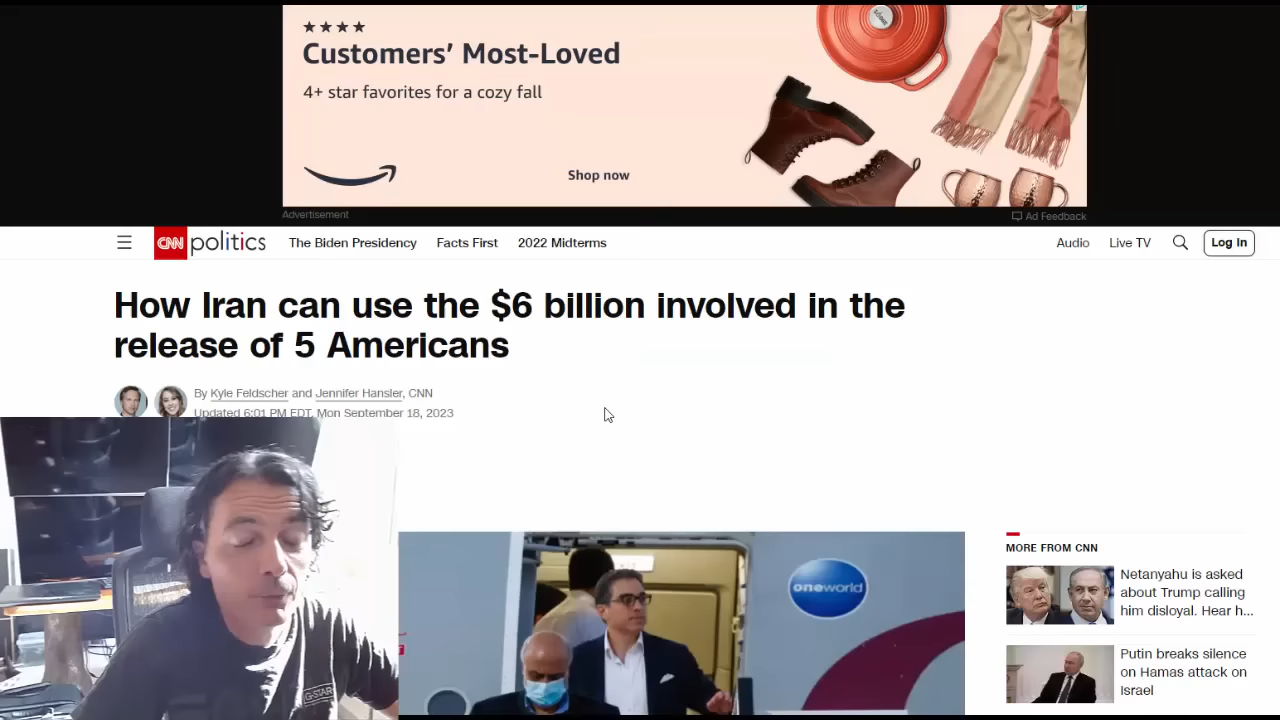 Customers' Most-Loved
4+ star favorites for a cozy fall
Shop now
Advertisement
Ad Feedback
CNN politics The Biden Presidency Facts First 2022 Midterms Audio Live TV Log In
How Iran can use the $6 billion involved in the
release of 5 Americans
By Kyle Feldscher and Jennifer Hansler, CNN
Updated 6:01 PM EDT, Mon September 18, 2023
oneworld
G-STAR
MORE FROM CNN
Netanyahu is asked
about Trump calling
him disloyal. Hear h...
Putin breaks silence
on Hamas attack on
Israel